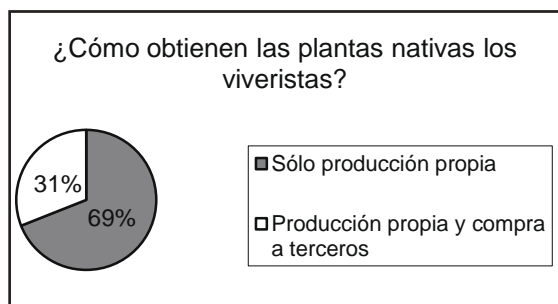 ¿Cómo obtienen las plantas nativas los
viveristas?
31%
69%
Sólo producción propia
Producción propia y compra
a terceros